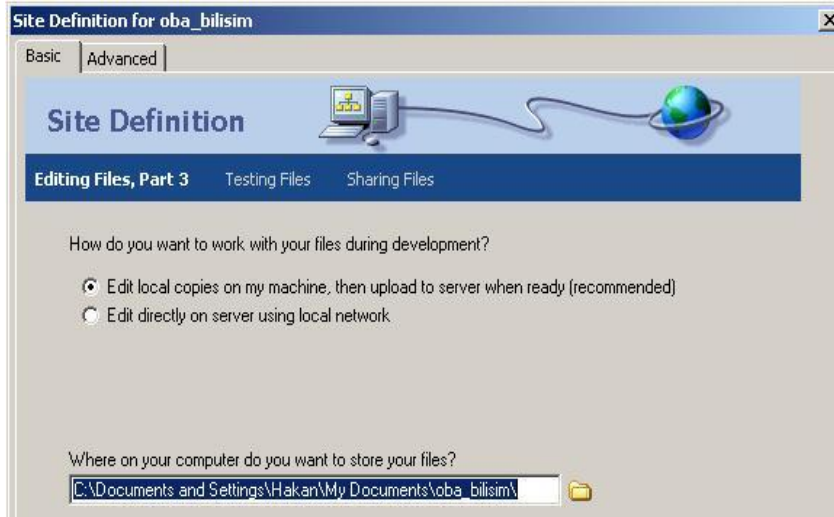 Site Definition for oba_bilisim
Basic Advanced
Site Definition
Editing Files, Part 3 Testing Files Sharing Files
How do you want to work with your files during development?
Edit local copies on my machine, then upload to server when ready (recommended)
Edit directly on server using local network
Where on your computer do you want to store your files?
C:\Documents and Settings\Hakan\My Documents\oba_bilisim\